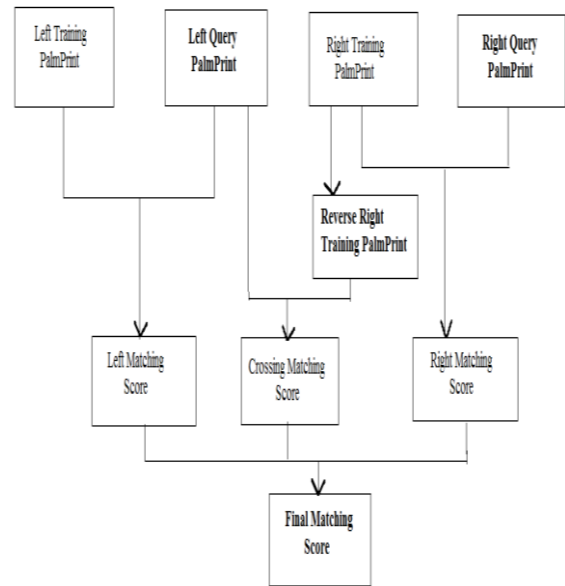 Left Training
PalmPrint
Left Query
PalmPrint
Right Training
PalmPrint
Right Query
PalmPrint
Reverse Right
Training PalmPrint
Left Matching
Score
Crossing Matching
Score
Right Matching
Score
Final Matching
Score